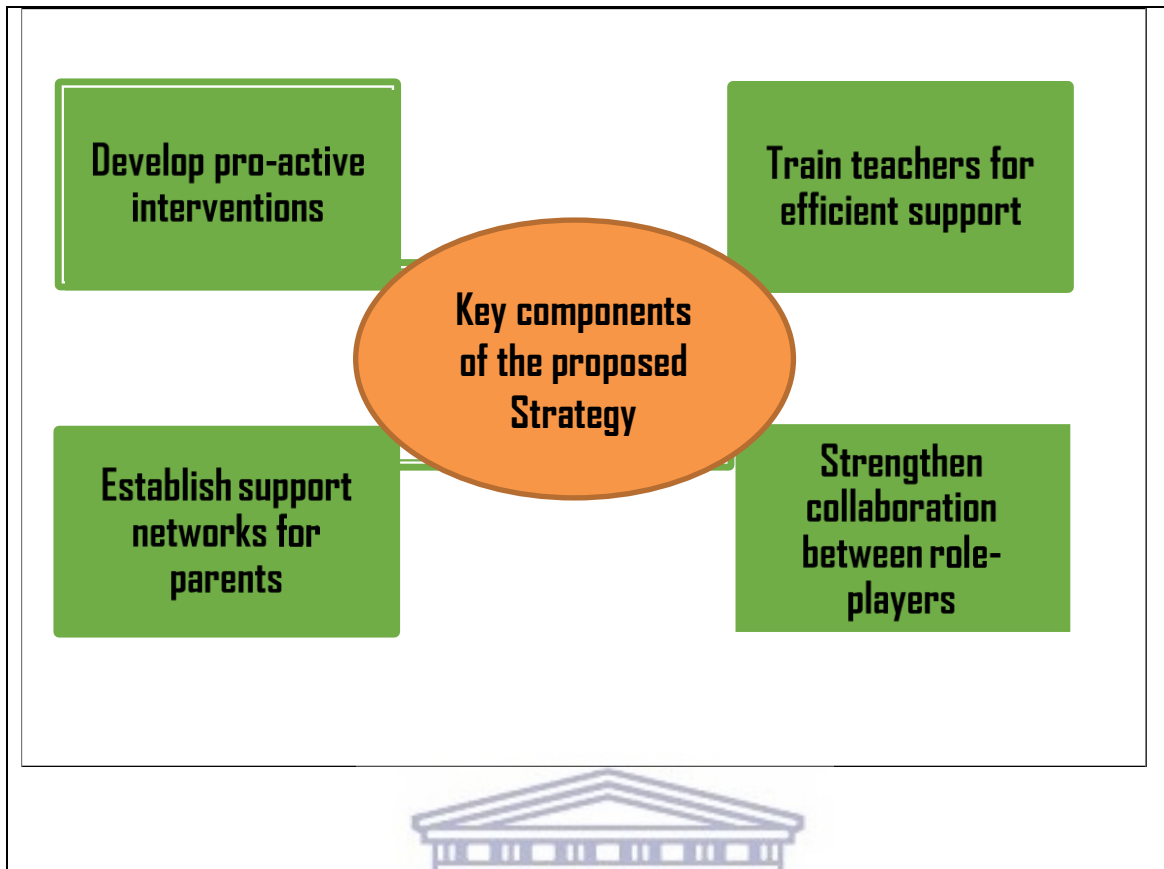 Develop pro-active
interventions
Train teachers for
efficient support
Key components
of the proposed
Strategy
Establish support
networks for
parents
Strengthen
collaboration
between role-
players